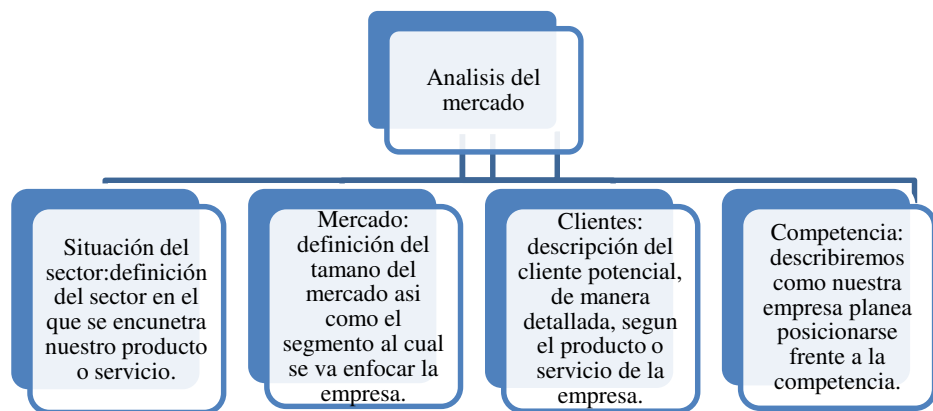 Analisis del
mercado
Situación del
sector:definición
del sector en el
que se encunetra
nuestro producto
o servicio.
Mercado:
definición del
tamano del
mercado asi
como el
segmento al cual
se va enfocar la
empresa.
Clientes:
descripción del
cliente potencial,
de manera
detallada, segun
el producto o
servicio de la
empresa.
Competencia:
describiremos
como nuestra
empresa planea
posicionarse
frente a la
competencia.